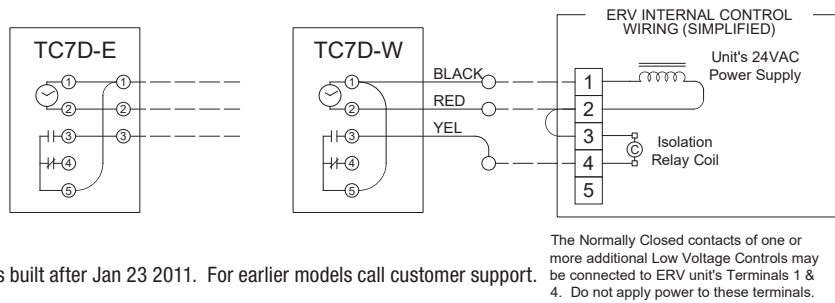 ERV INTERNAL CONTROL
WIRING (SIMPLIFIED)
TC7D-E
TC7D-W
Unit's 24VAC
Power Supply
1
1
2
2
3
3
4
5
1
2
3
4
5
BLACK
RED
YEL
1
2
3
4
5
C
Isolation
Relay Coil
s built after Jan 23 2011. For earlier models call customer support.
The Normally Closed contacts of one or
more additional Low Voltage Controls may
be connected to ERV unit's Terminals 1 &
4. Do not apply power to these terminals.